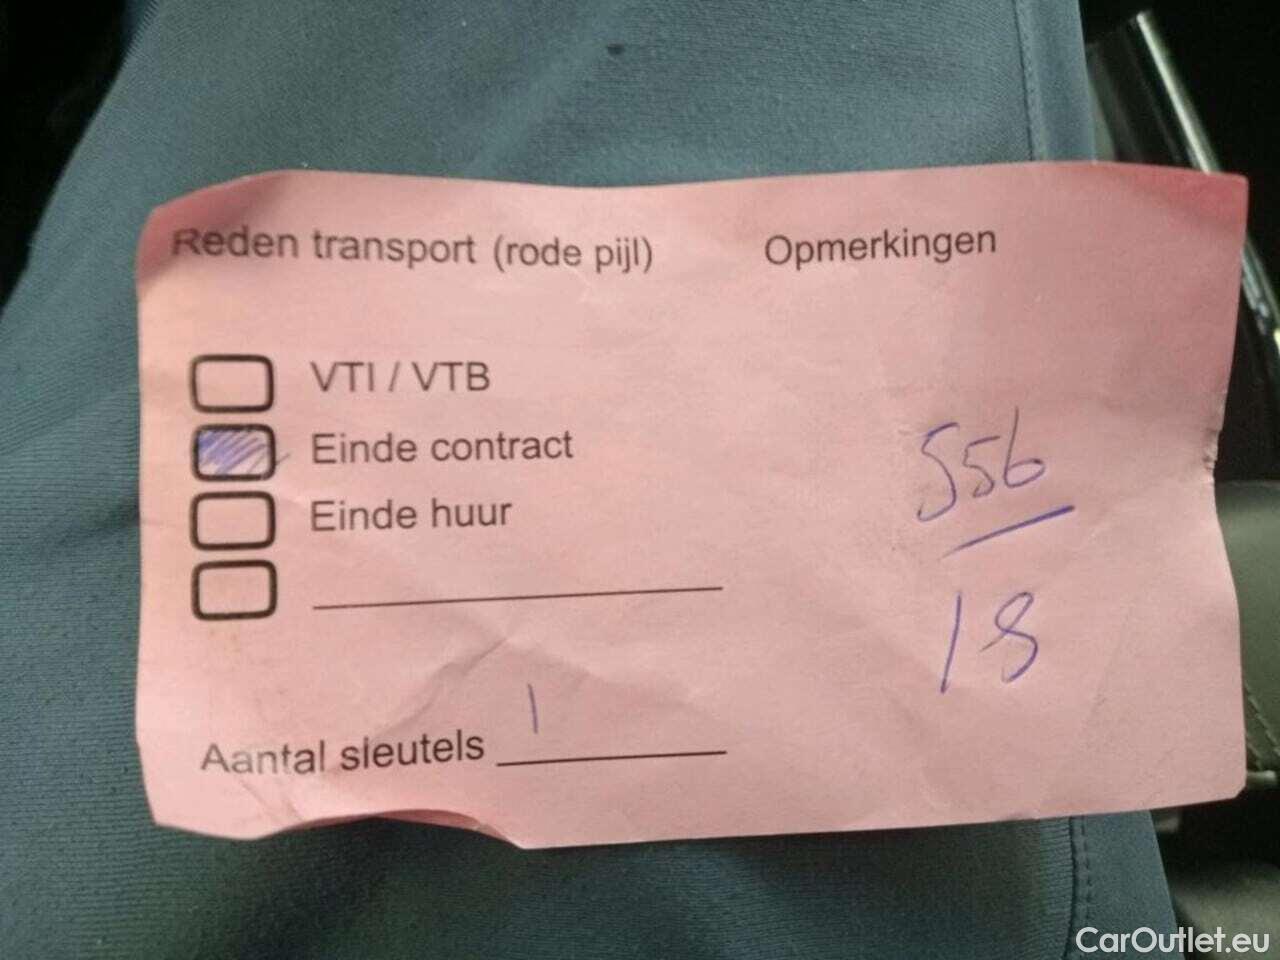 Reden transport (rode pijl)
Opmerkingen
VTI / VTB
Einde contract
Einde huur
556
18
Aantal sleutels 1
CarOutlet.eu